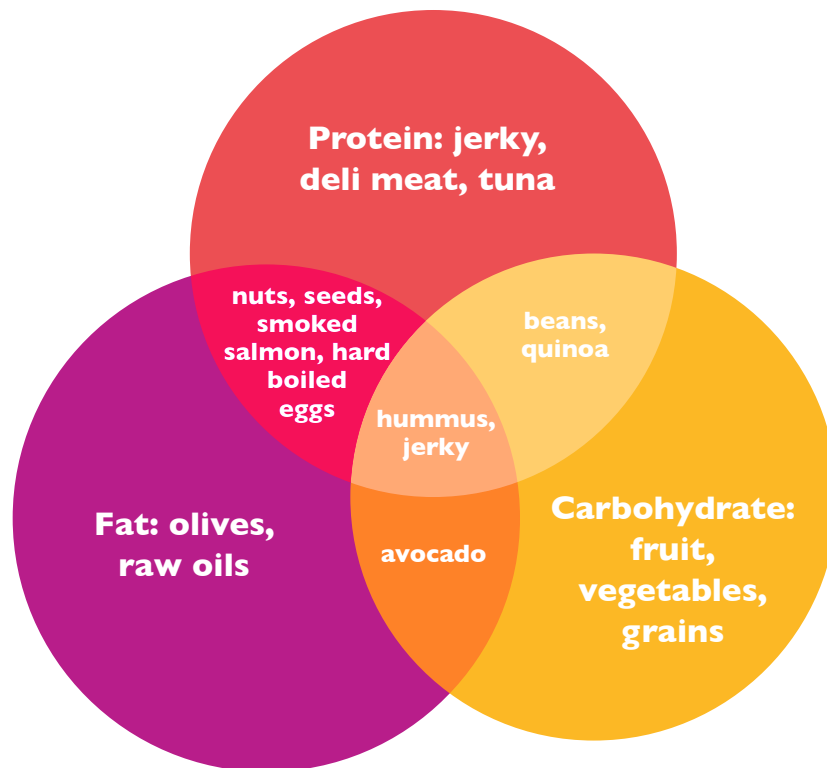 Protein: jerky,
deli meat, tuna
nuts, seeds,
smoked
salmon, hard
boiled
eggs
beans,
quinoa
hummus,
jerky
Fat: olives,
raw oils
avocado
Carbohydrate:
fruit,
vegetables,
grains